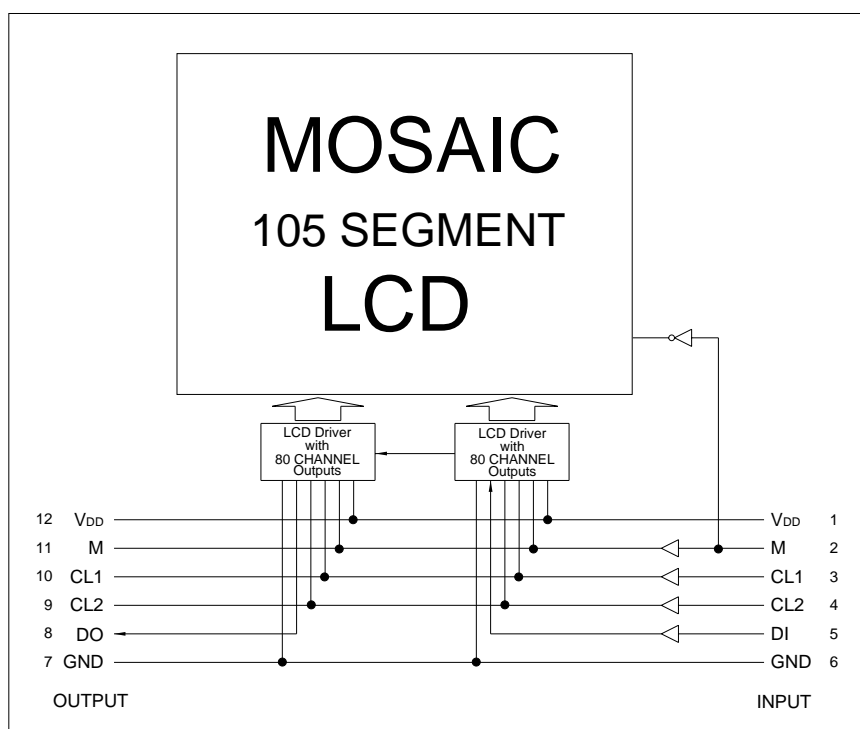 MOSAIC
105 SEGMENT
LCD
LCD Driver
with
80 CHANNEL
Outputs
LCD Driver
with
80 CHANNEL
Outputs
12 VDD VDD 1
11 M M 2
10 CL1 CL1 3
9 CL2 CL2 4
8 DO DI 5
7 GND GND 6
OUTPUT INPUT